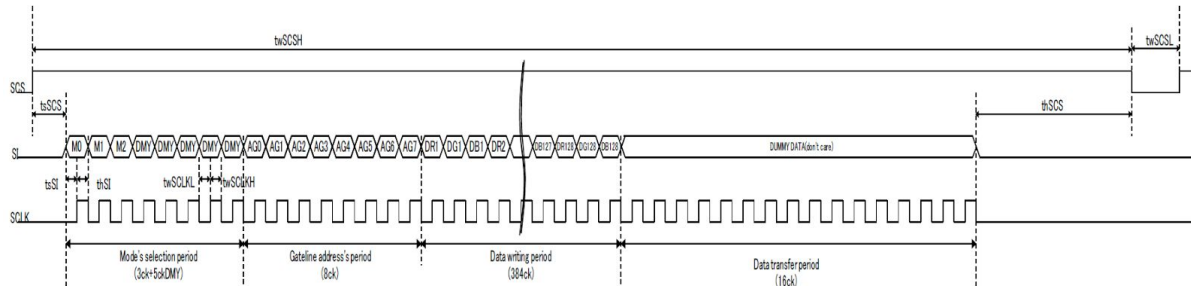 twSCSH
twSCSL
SCS
tsSCS
thSCS
SI
M0 M1 M2 DMY DMY DMY DMY DMY AG0 AG1 AG2 AG3 AG4 AG5 AG6 AG7 DR1 DG1 DB1 DR2 DB127 DR128 DG128 DB128 DUMMY DATA(don't care)
tsSI thSI twSCLKL twSCLKH
SCLK
Mode's selection period
(3ck+5ckDMY)
Gateline address's period
(8ck)
Data writing period
(384ck)
Data transfer period
(16ck)